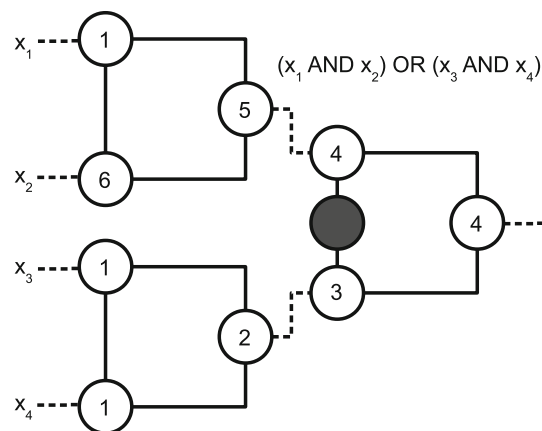 x₁
1
(x₁ AND x₂) OR (x₃ AND x₄)
5
4
x₂
6
4
x₃
1
3
2
x₄
1